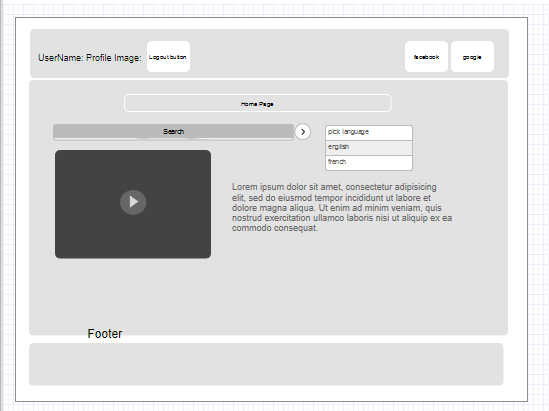 UserName: Profile Image:
Logout button
facebook
google
Home Page
Search
pick language
english
french
Lorem ipsum dolor sit amet, consectetur adipisicing
elit, sed do eiusmod tempor incididunt ut labore et
dolore magna aliqua. Ut enim ad minim veniam, quis
nostrud exercitation ullamco laboris nisi ut aliquip ex ea
commodo consequat.
Footer